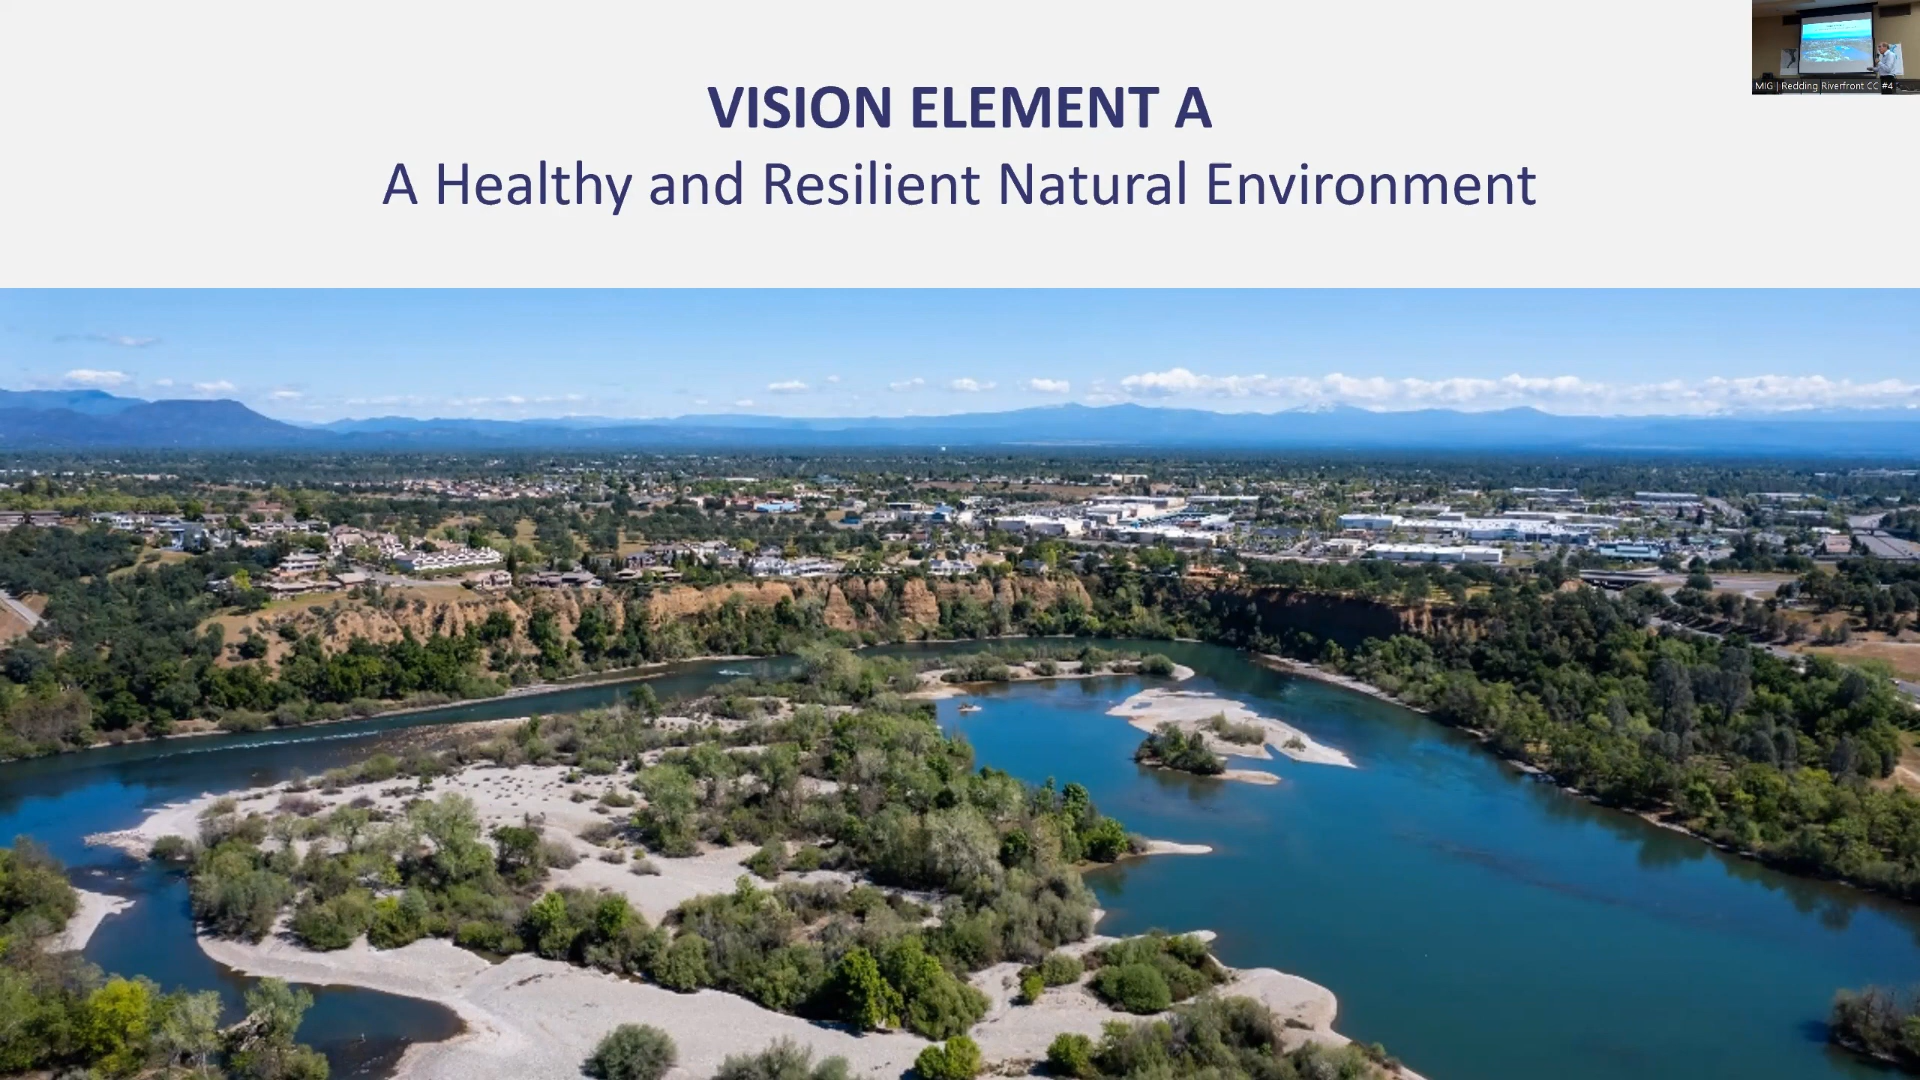 VISION ELEMENT A
A Healthy and Resilient Natural Environment
MIG | Redding Riverfront CC #4